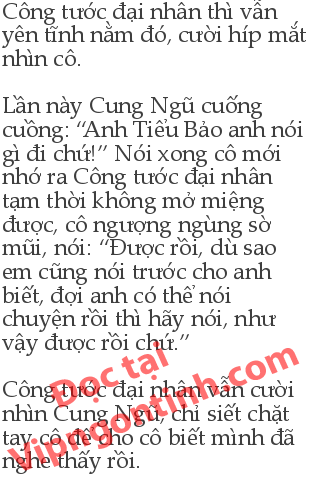 Công tước đại nhân thì vẫn
yên tĩnh nằm đó, cười híp mắt
nhìn cô.
Lần này Cung Ngũ cuống
cuồng: “Anh Tiểu Bảo anh nói
gì đi chứ!” Nói xong cô mới
nhớ ra Công tước đại nhân
tạm thời không mở miệng
được, cô ngượng ngùng sờ
mũi, nói: “Được rồi, dù sao
em cũng nói trước cho anh
biết, đợi anh có thể nói
chuyện rồi thì hãy nói, như
vậy được rồi chứ.”
Đọc tại
Vipngontinh.com
Công tước đại nhân vẫn cười
nhìn Cung Ngũ, chỉ siết chặt
tay cô để cho cô biết mình đã
nghe thấy rồi.